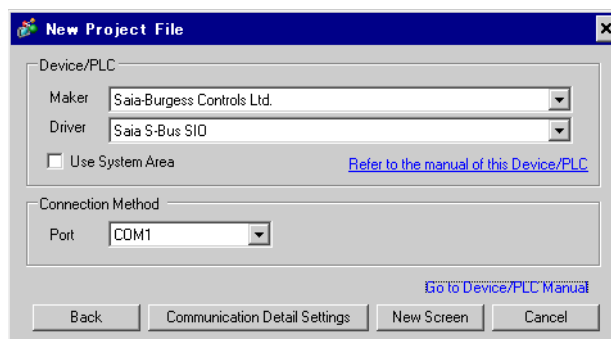 New Project File
Device/PLC
Maker Saia-Burgess Controls Ltd.
Driver Saia S-Bus SIO
Use System Area Refer to the manual of this Device/PLC
Connection Method
Port COM1
Go to Device/PLC Manual
Back Communication Detail Settings New Screen Cancel